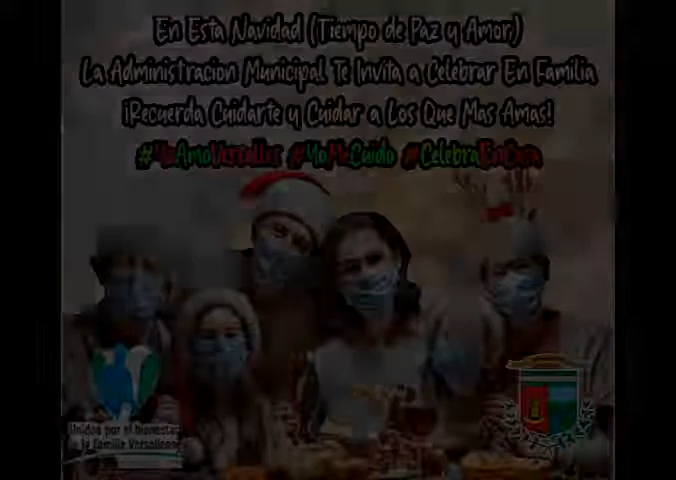 En Esta Navidad (Tiempo de Paz y Amor)
La Administracion Municipal Te Invita a Celebrar En Familia
¡Recuerda Cuidarte y Cuidar a Los Que Mas Amas!
#YoAmoVersalles #YoMeCuido #CelebraEnCasa
Unidos por el bienestar
de la Familia Versallense